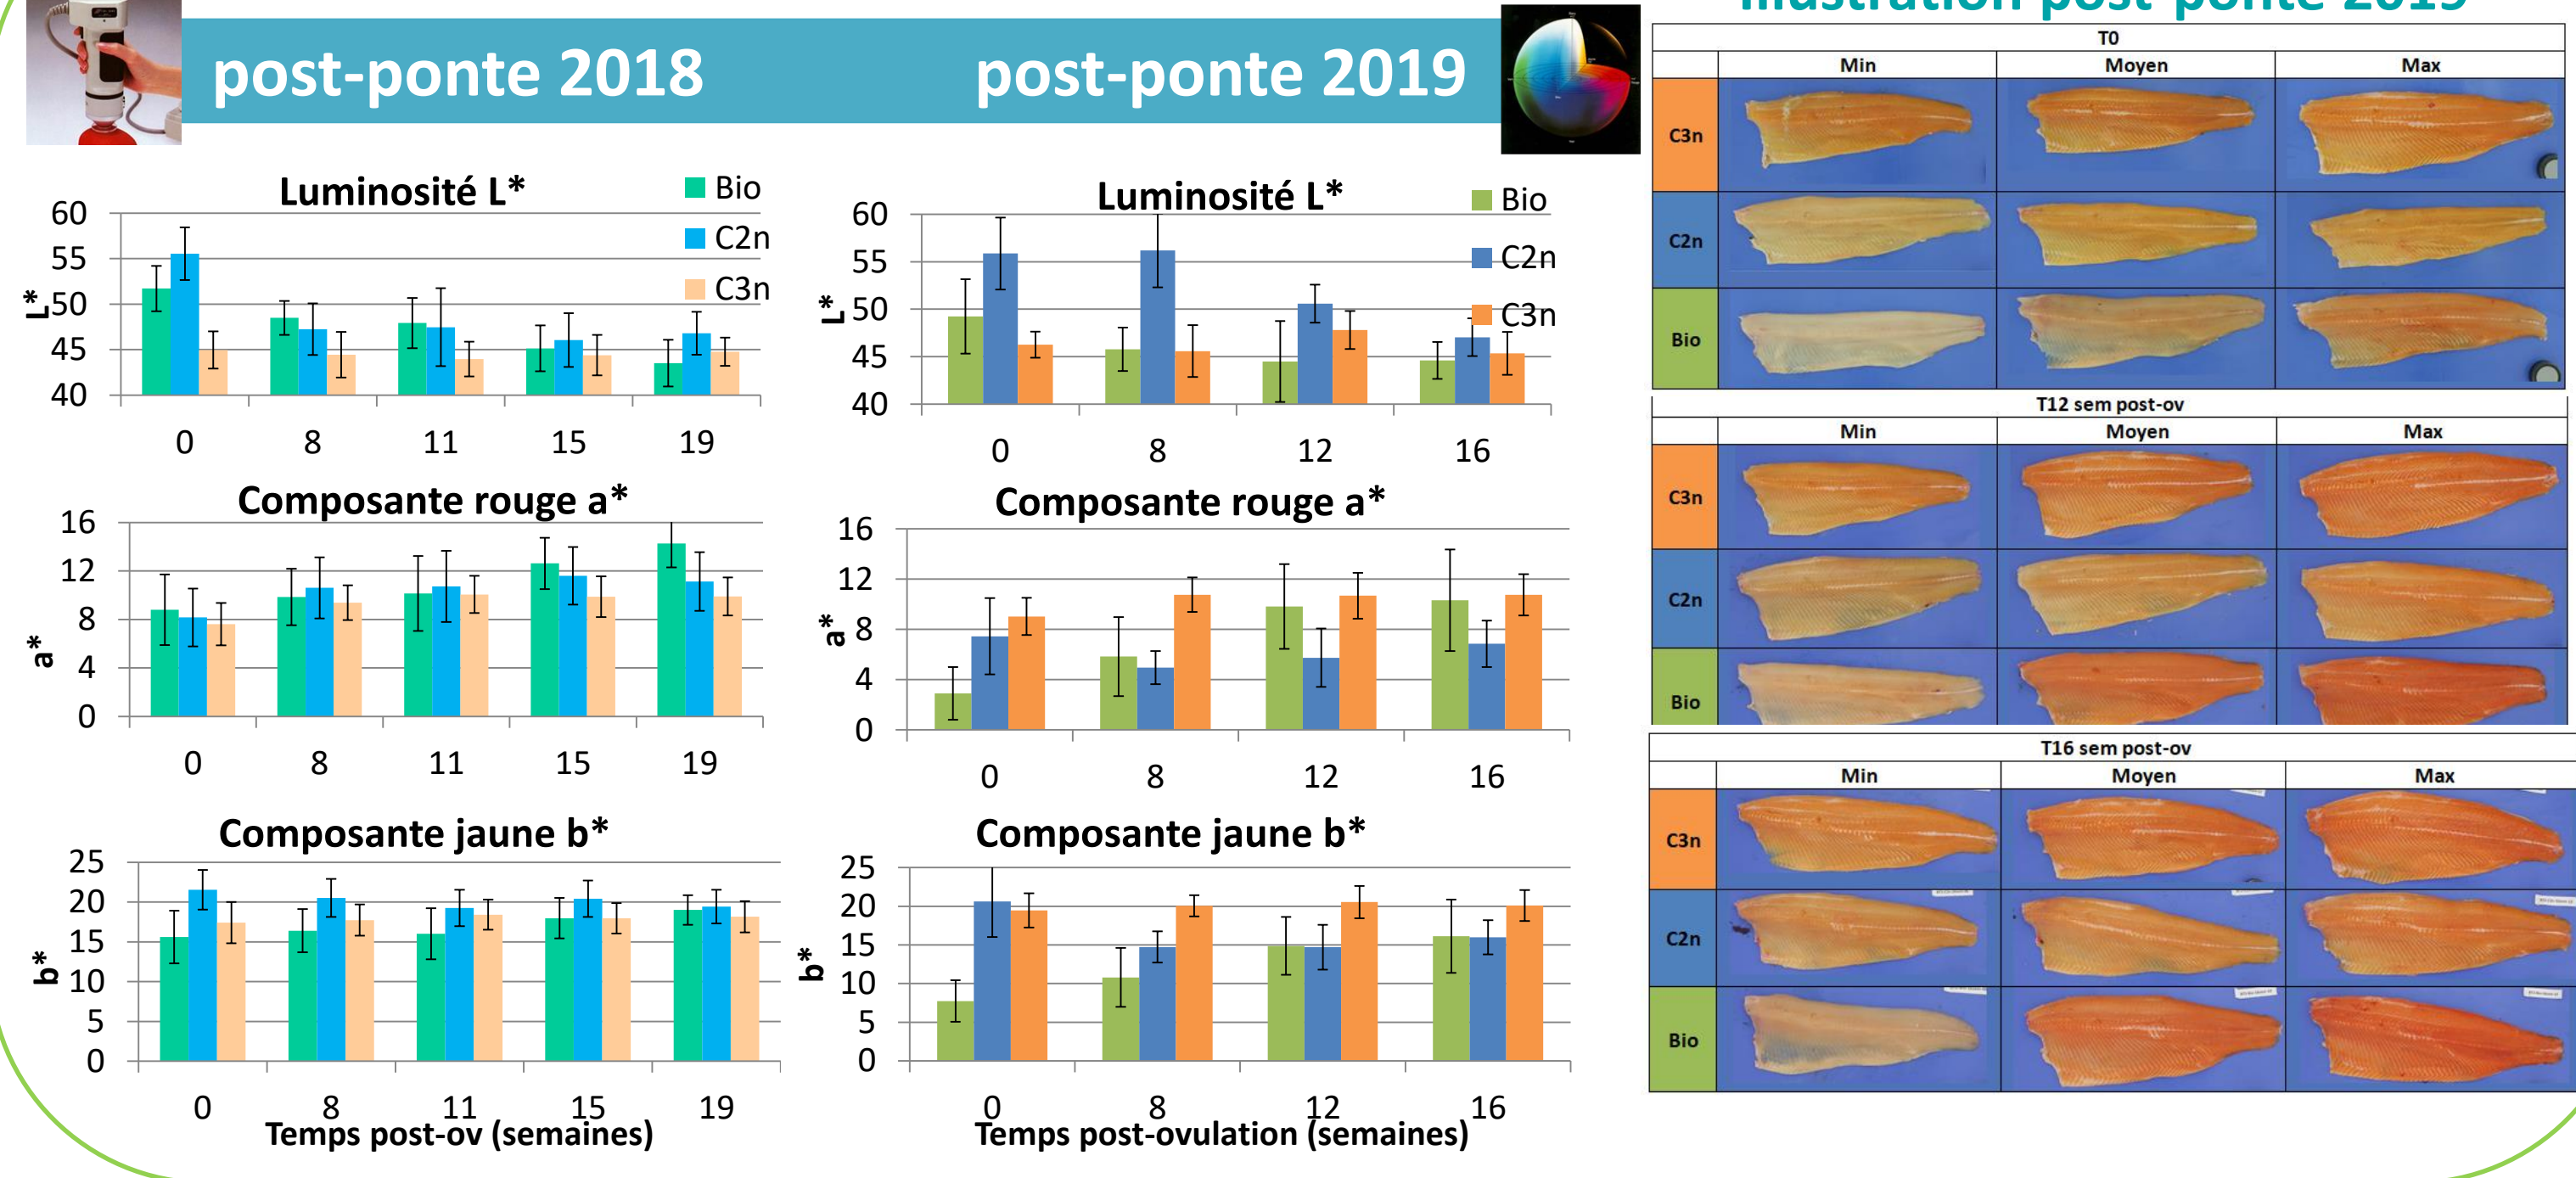 post-ponte 2018
post-ponte 2019
Luminosité L*
Bio
C2n
C3n
L*
60
55
50
45
40
0 8 11 15 19
Composante rouge a*
a*
16
12
8
4
0
0 8 11 15 19
Composante jaune b*
b*
25
20
15
10
5
0
0 8 11 15 19
Temps post-ov (semaines)
Luminosité L*
Bio
C2n
C3n
L*
60
55
50
45
40
0 8 12 16
Composante rouge a*
a*
16
12
8
4
0
0 8 12 16
Composante jaune b*
b*
25
20
15
10
5
0
0 8 12 16
Temps post-ovulation (semaines)
Illustration post-ponte 2019
T0
Min Moyen Max
C3n
C2n
Bio
T12 sem post-ov
Min Moyen Max
C3n
C2n
Bio
T16 sem post-ov
Min Moyen Max
C3n
C2n
Bio